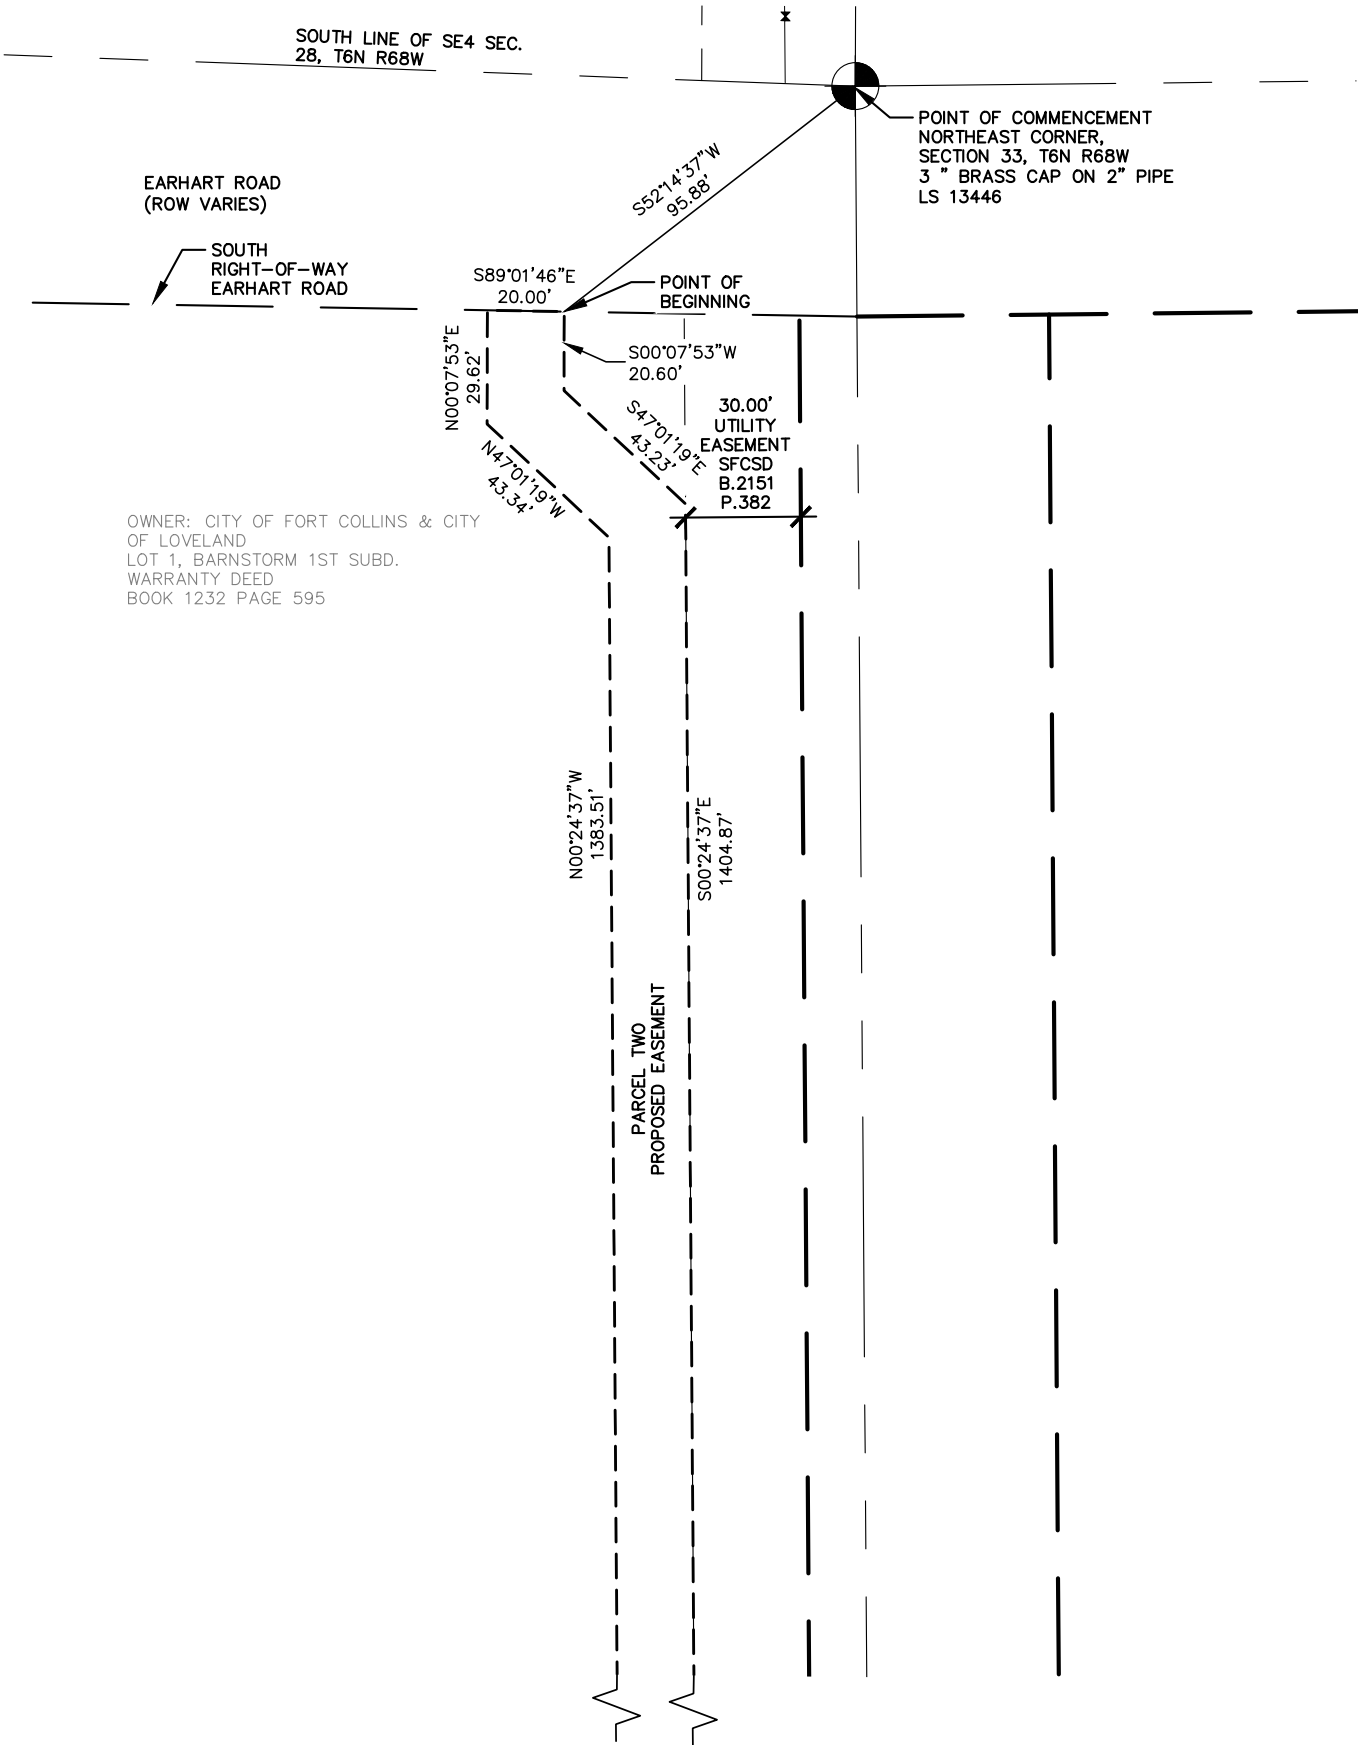 SOUTH LINE OF SE4 SEC.
28, T6N R68W
POINT OF COMMENCEMENT
NORTHEAST CORNER,
SECTION 33, T6N R68W
3 " BRASS CAP ON 2" PIPE
LS 13446
S52°14'37"W
95.88'
EARHART ROAD
(ROW VARIES)
SOUTH
RIGHT-OF-WAY
EARHART ROAD
S89°01'46"E
20.00'
POINT OF
BEGINNING
N00°07'53"E
29.62'
S00°07'53"W
20.60'
S47°01'19"E
43.23'
30.00'
UTILITY
EASEMENT
SFCSD
B.2151
P.382
N47°01'19"W
43.34'
OWNER: CITY OF FORT COLLINS & CITY
OF LOVELAND
LOT 1, BARNSTORM 1ST SUBD.
WARRANTY DEED
BOOK 1232 PAGE 595
N00°24'37"W
1383.51'
S00°24'37"E
1404.87'
PARCEL TWO
PROPOSED EASEMENT